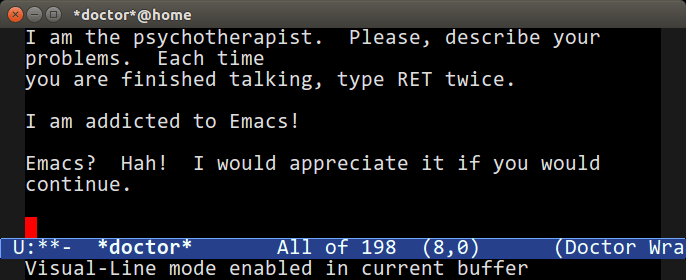 *doctor*@home
I am the psychotherapist.  Please, describe your
problems.  Each time
you are finished talking, type RET twice.
I am addicted to Emacs!
Emacs?  Hah!  I would appreciate it if you would
continue.
U:**-  *doctor*       All of 198  (8,0)      (Doctor Wra
Visual-Line mode enabled in current buffer